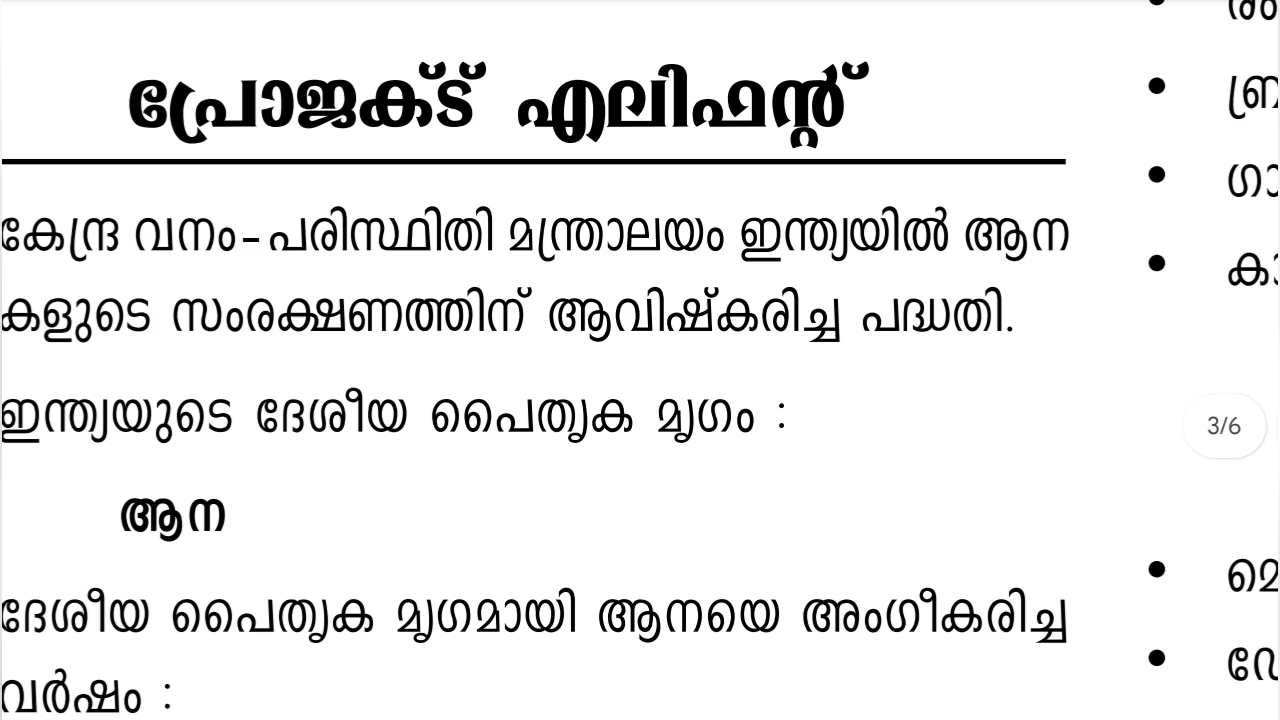 പ്രോജക്ട് എലിഫന്റ്
കേന്ദ്ര വനം-പരിസ്ഥിതി മന്ത്രാലയം ഇന്ത്യയിൽ ആന
കളുടെ സംരക്ഷണത്തിന് ആവിഷ്കരിച്ച പദ്ധതി.
ഇന്ത്യയുടെ ദേശീയ പൈതൃക മൃഗം :
ആന
ദേശീയ പൈതൃക മൃഗമായി ആനയെ അംഗീകരിച്ച
വർഷം :
3/6